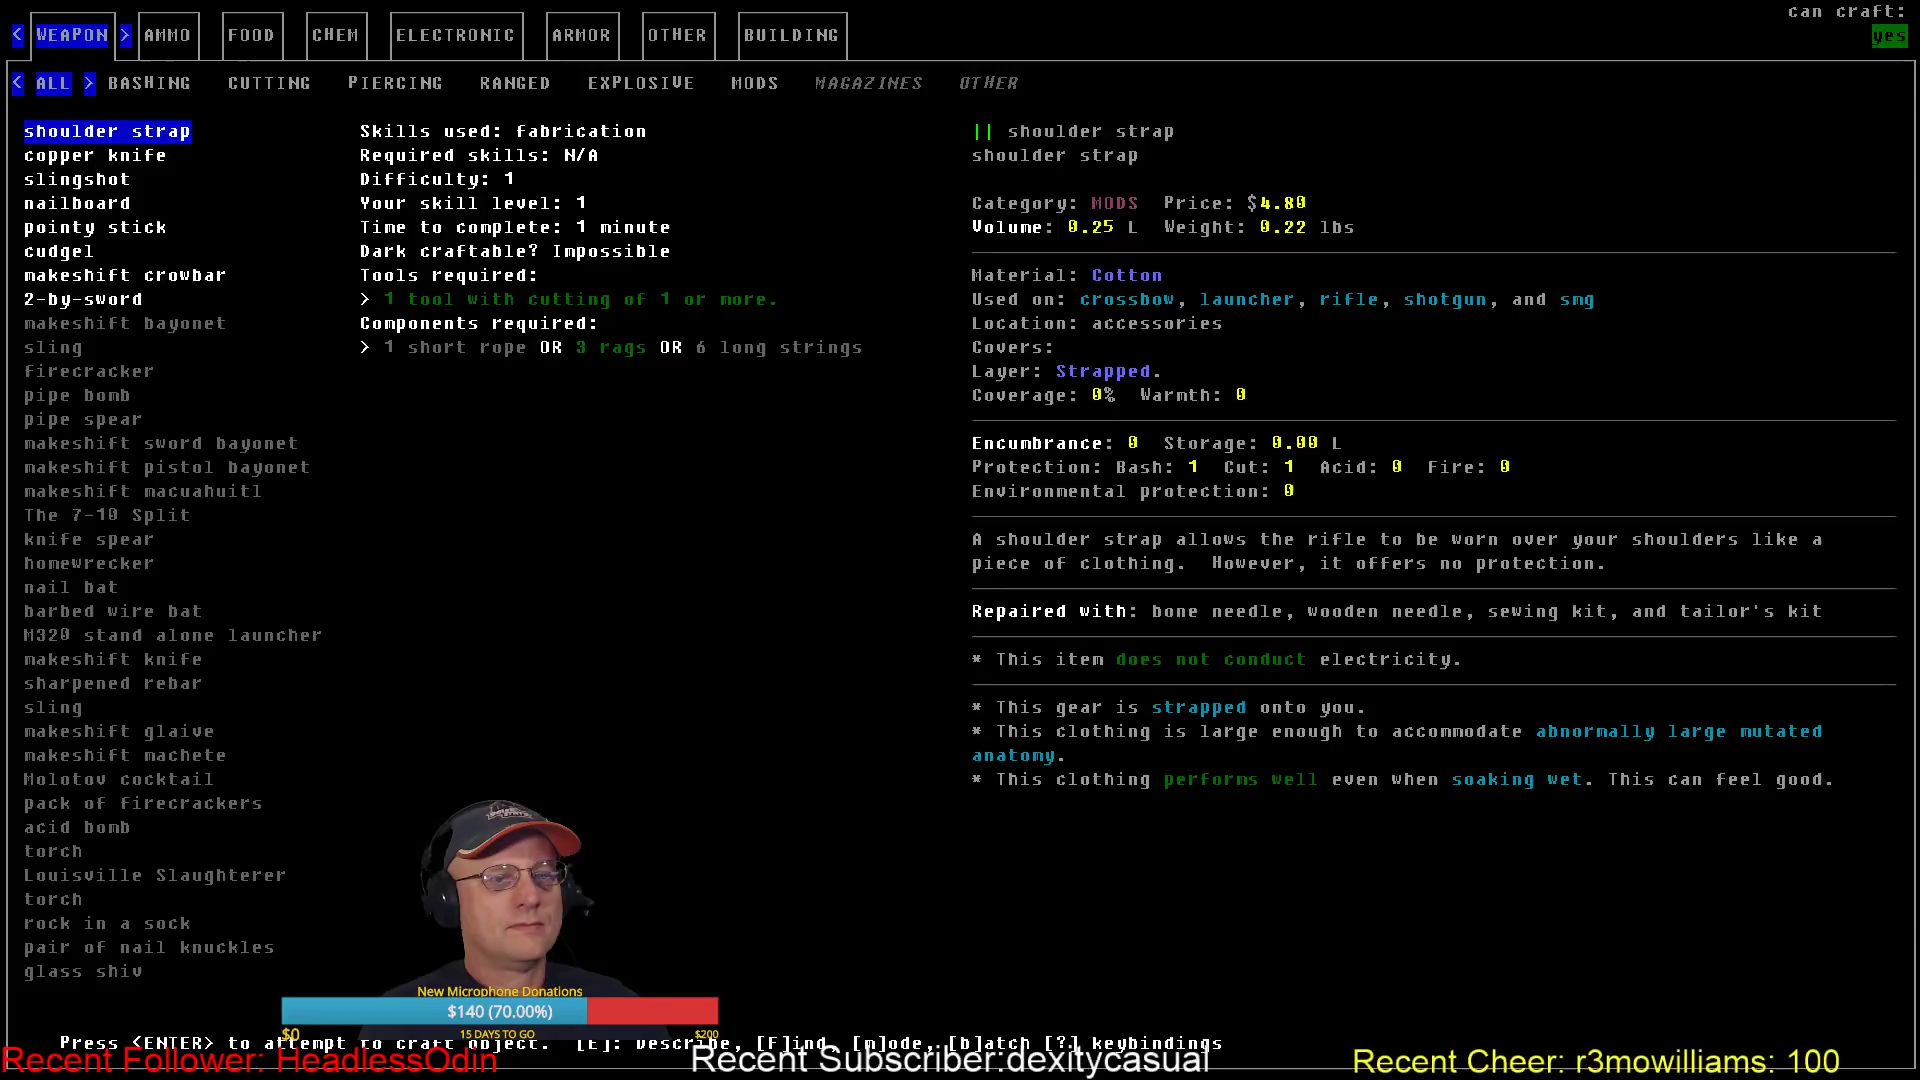 can craft:
< WEAPON > AMMO FOOD CHEM ELECTRONIC ARMOR OTHER BUILDING
yes
< ALL > BASHING CUTTING PIERCING RANGED EXPLOSIVE MODS MAGAZINES OTHER
shoulder strap
copper knife
slingshot
nailboard
pointy stick
cudgel
makeshift crowbar
2-by-sword
makeshift bayonet
sling
firecracker
pipe bomb
pipe spear
makeshift sword bayonet
makeshift pistol bayonet
makeshift macuahuitl
The 7-10 Split
knife spear
homewrecker
nail bat
barbed wire bat
M320 stand alone launcher
makeshift knife
sharpened rebar
sling
makeshift glaive
makeshift machete
Molotov cocktail
pack of firecrackers
acid bomb
torch
Louisville Slaughterer
torch
rock in a sock
pair of nail knuckles
glass shiv
Skills used: fabrication
Required skills: N/A
Difficulty: 1
Your skill level: 1
Time to complete: 1 minute
Dark craftable? Impossible
Tools required:
> 1 tool with cutting of 1 or more.
Components required:
> 1 short rope OR 3 rags OR 6 long strings
|| shoulder strap
shoulder strap
Category: MODS Price: $4.80
Volume: 0.25 L Weight: 0.22 lbs
Material: Cotton
Used on: crossbow, launcher, rifle, shotgun, and smg
Location: accessories
Covers:
Layer: Strapped.
Coverage: 0% Warmth: 0
Encumbrance: 0 Storage: 0.00 L
Protection: Bash: 1 Cut: 1 Acid: 0 Fire: 0
Environmental protection: 0
A shoulder strap allows the rifle to be worn over your shoulders like a
piece of clothing. However, it offers no protection.
Repaired with: bone needle, wooden needle, sewing kit, and tailor's kit
* This item does not conduct electricity.
* This gear is strapped onto you.
* This clothing is large enough to accommodate abnormally large mutated
anatomy.
* This clothing performs well even when soaking wet. This can feel good.
New Microphone Donations
$140 (70.00%)
$0 15 DAYS TO GO $200
Press <ENTER> to attempt to craft object. [E]: Describe, [F]ind, [m]ode, [b]atch [?] keybindings
Recent Follower: HeadlessOdin
Recent Subscriber:dexitycasual
Recent Cheer: r3mowilliams: 100